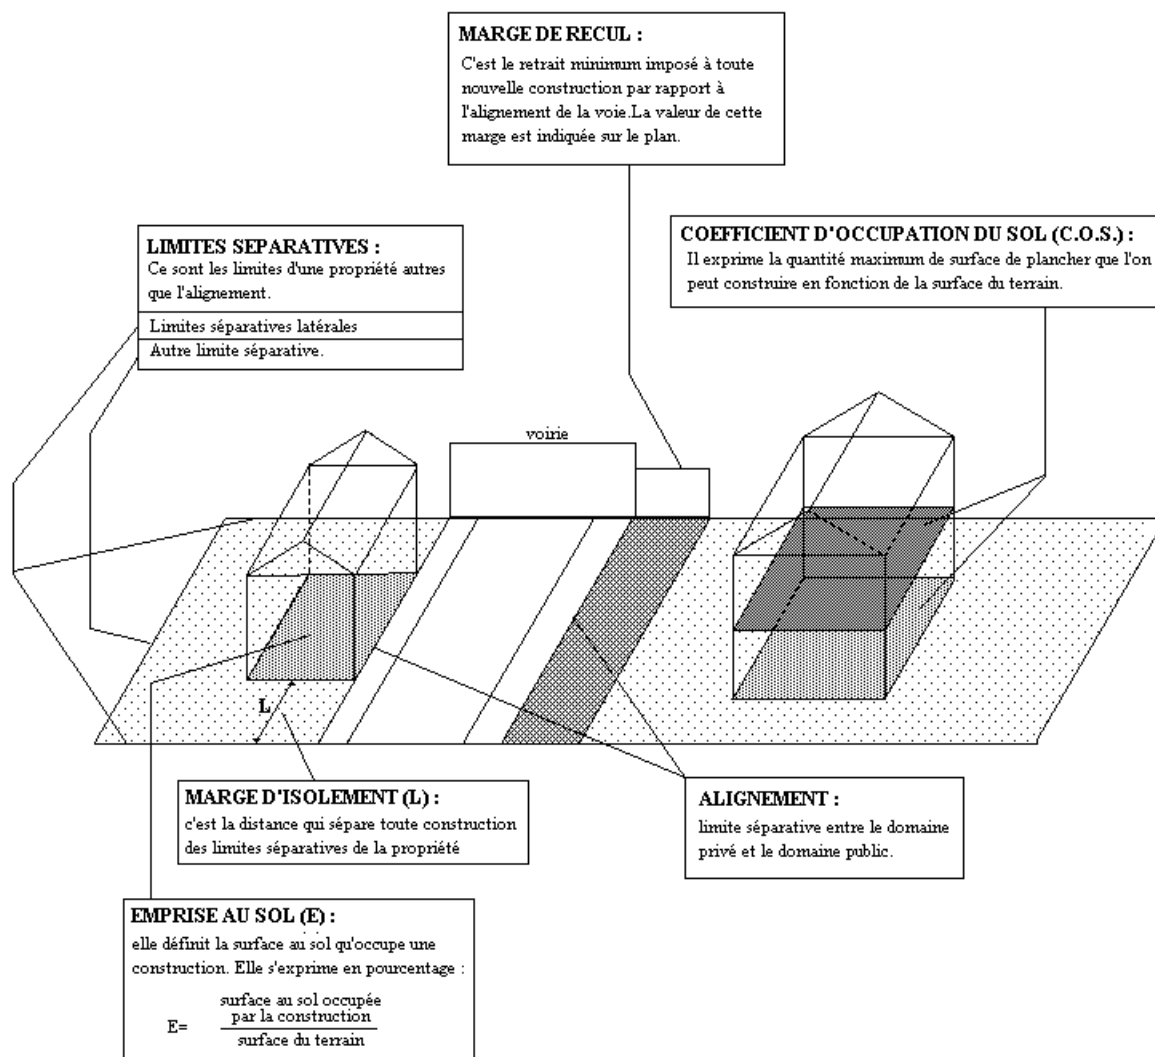 MARGE DE RECUL :
C'est le retrait minimum imposé à toute
nouvelle construction par rapport à
l'alignement de la voie.La valeur de cette
marge est indiquée sur le plan.
LIMITES SEPARATIVES :
Ce sont les limites d'une propriété autres
que l'alignement.
Limites séparatives latérales
Autre limite séparative.
COEFFICIENT D'OCCUPATION DU SOL (C.O.S.) :
Il exprime la quantité maximum de surface de plancher que l'on
peut construire en fonction de la surface du terrain.
voirie
L
MARGE D'ISOLEMENT (L) :
c'est la distance qui sépare toute construction
des limites séparatives de la propriété
ALIGNEMENT :
limite séparative entre le domaine
privé et le domaine public.
EMPRISE AU SOL (E) :
elle définit la surface au sol qu'occupe une
construction. Elle s'exprime en pourcentage :
surface au sol occupée
par la construction
E=
surface du terrain